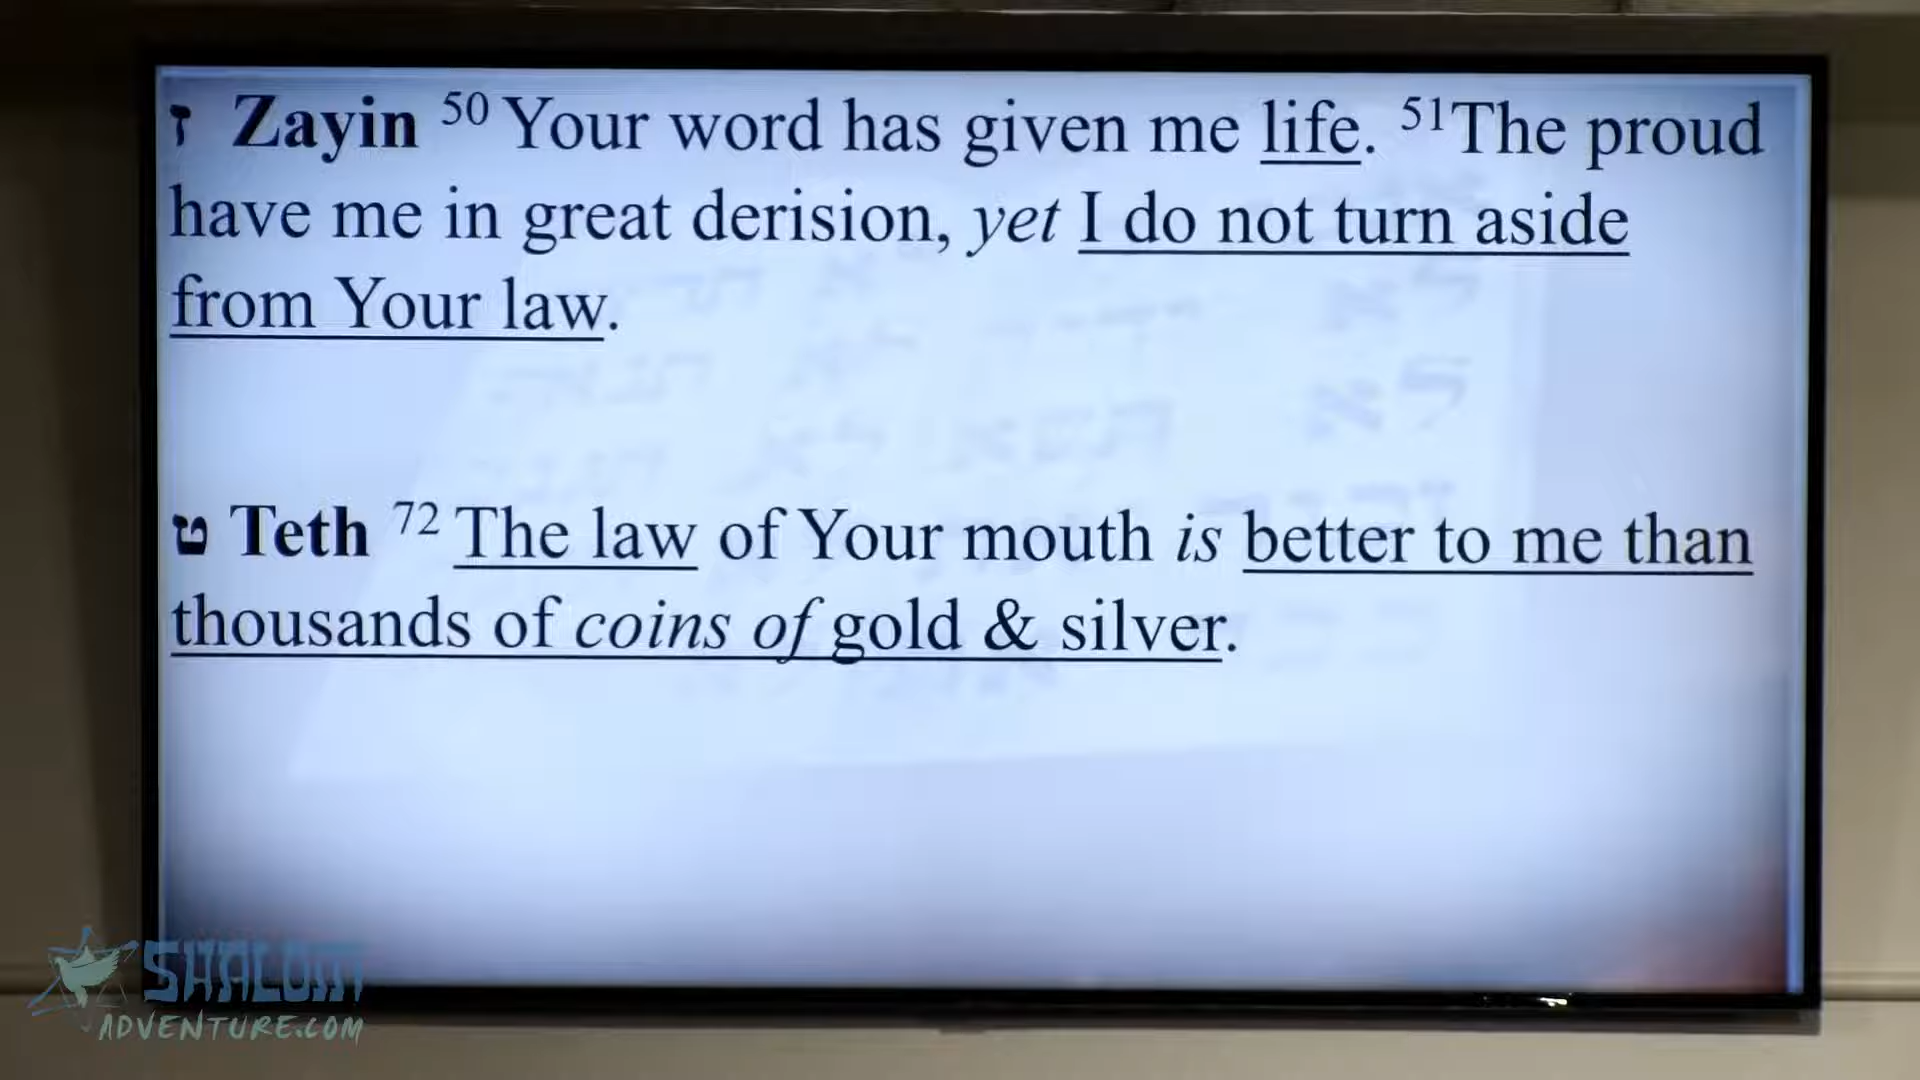 ז Zayin 50 Your word has given me life. 51 The proud
have me in great derision, yet I do not turn aside
from Your law.
ט Teth 72 The law of Your mouth is better to me than
thousands of coins of gold & silver.
SHALOM
ADVENTURE.COM